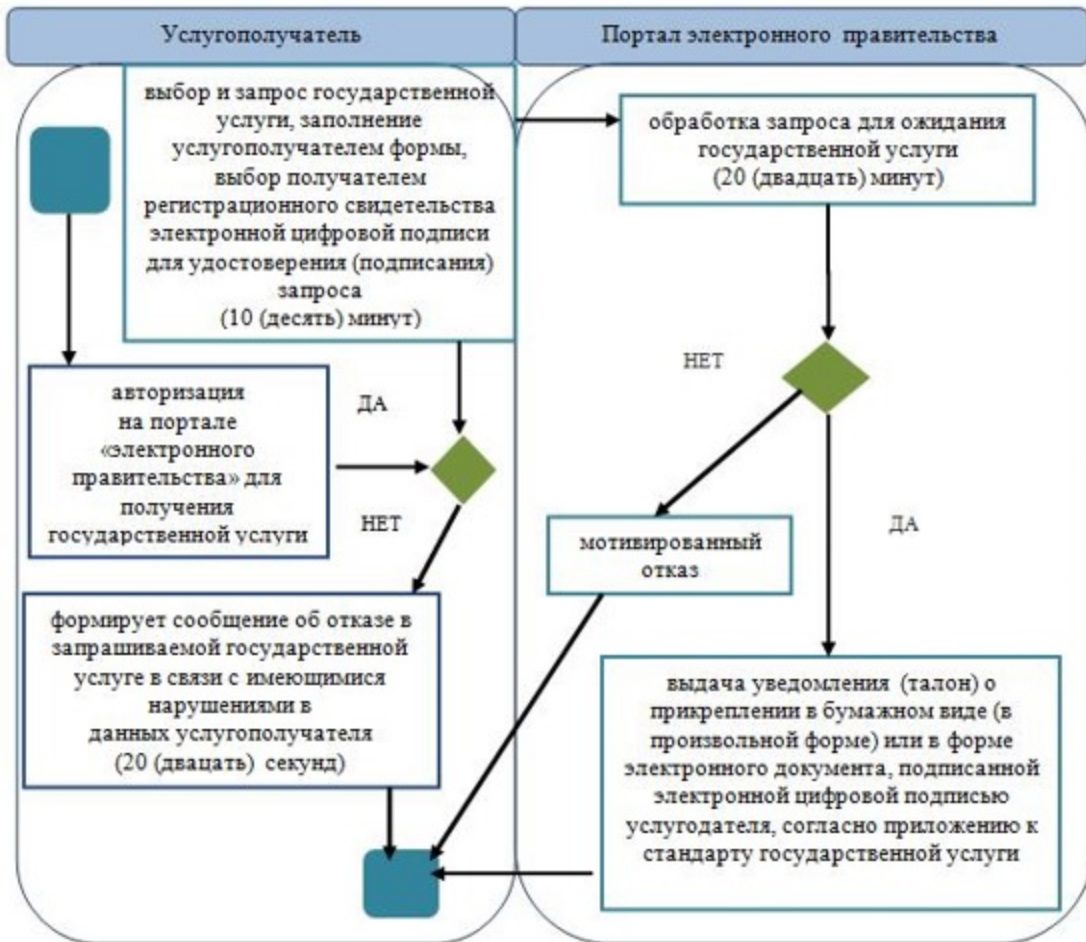 Услугополучатель
Портал электронного правительства
выбор и запрос государственной
услуги, заполнение
услугополучателем формы,
выбор получателем
регистрационного свидетельства
электронной цифровой подписи
для удостоверения (подписания)
запроса
(10 (десять) минут)
обработка запроса для ожидания
государственной услуги
(20 (двадцать) минут)
НЕТ
авторизация
на портале
«электронного
правительства» для
получения
государственной услуги
ДА
НЕТ
ДА
мотивированный
отказ
формирует сообщение об отказе в
запрашиваемой государственной
услуге в связи с имеющимися
нарушениями в
данных услугополучателя
(20 (двацать) секунд)
выдача уведомления (талон) о
прикреплении в бумажном виде (в
произвольной форме) или в форме
электронного документа, подписанной
электронной цифровой подписью
услугодателя, согласно приложению к
стандарту государственной услуги